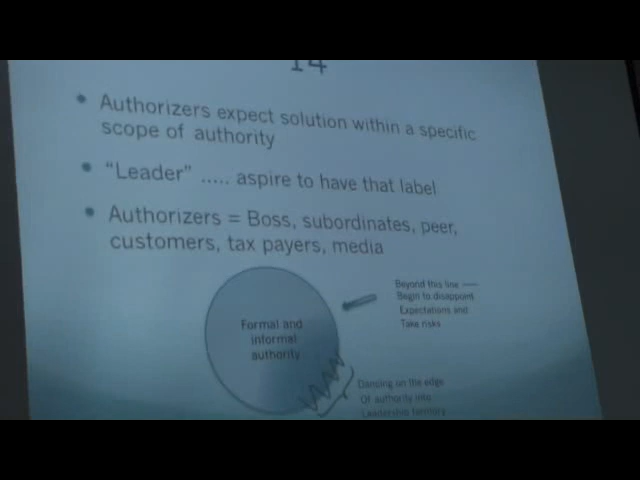 14
• Authorizers expect solution within a specific
scope of authority
• “Leader” ..... aspire to have that label
• Authorizers = Boss, subordinates, peer,
customers, tax payers, media
Formal and
informal
authority
Beyond this line —
Begin to disappoint
Expectations and
Take risks
Dancing on the edge
Of authority into
Leadership territory